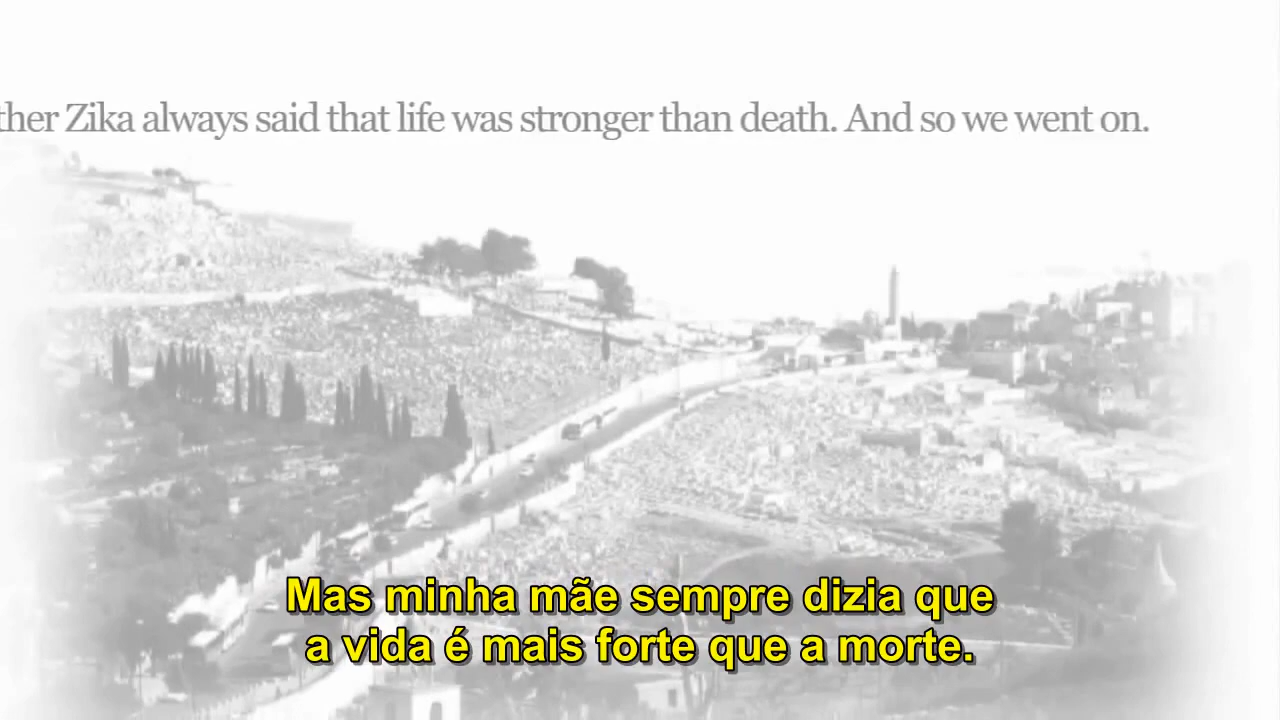 ther Zika always said that life was stronger than death. And so we went on.
Mas minha mãe sempre dizia que
a vida é mais forte que a morte.